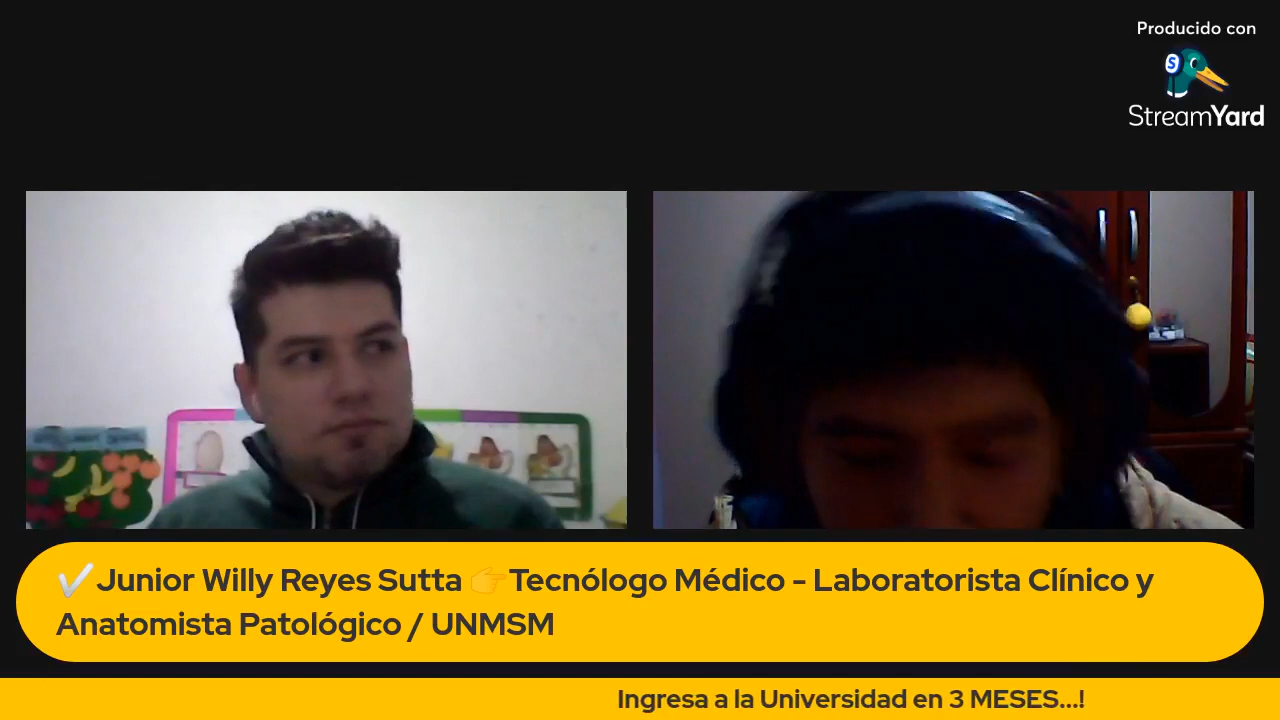 Producido con
StreamYard
✔️Junior Willy Reyes Sutta 👉Tecnólogo Médico - Laboratorista Clínico y
Anatomista Patológico / UNMSM
Ingresa a la Universidad en 3 MESES...!